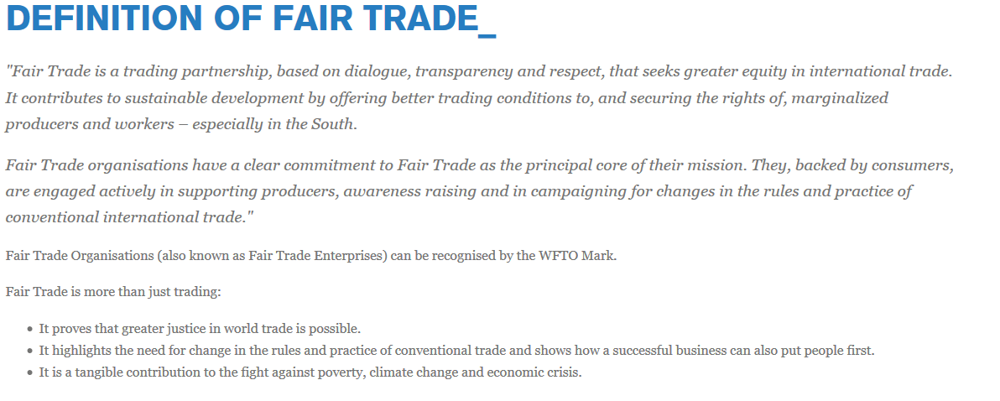 DEFINITION OF FAIR TRADE_
"Fair Trade is a trading partnership, based on dialogue, transparency and respect, that seeks greater equity in international trade.
It contributes to sustainable development by offering better trading conditions to, and securing the rights of, marginalized
producers and workers – especially in the South.
Fair Trade organisations have a clear commitment to Fair Trade as the principal core of their mission. They, backed by consumers,
are engaged actively in supporting producers, awareness raising and in campaigning for changes in the rules and practice of
conventional international trade."
Fair Trade Organisations (also known as Fair Trade Enterprises) can be recognised by the WFTO Mark.
Fair Trade is more than just trading:
• It proves that greater justice in world trade is possible.
• It highlights the need for change in the rules and practice of conventional trade and shows how a successful business can also put people first.
• It is a tangible contribution to the fight against poverty, climate change and economic crisis.